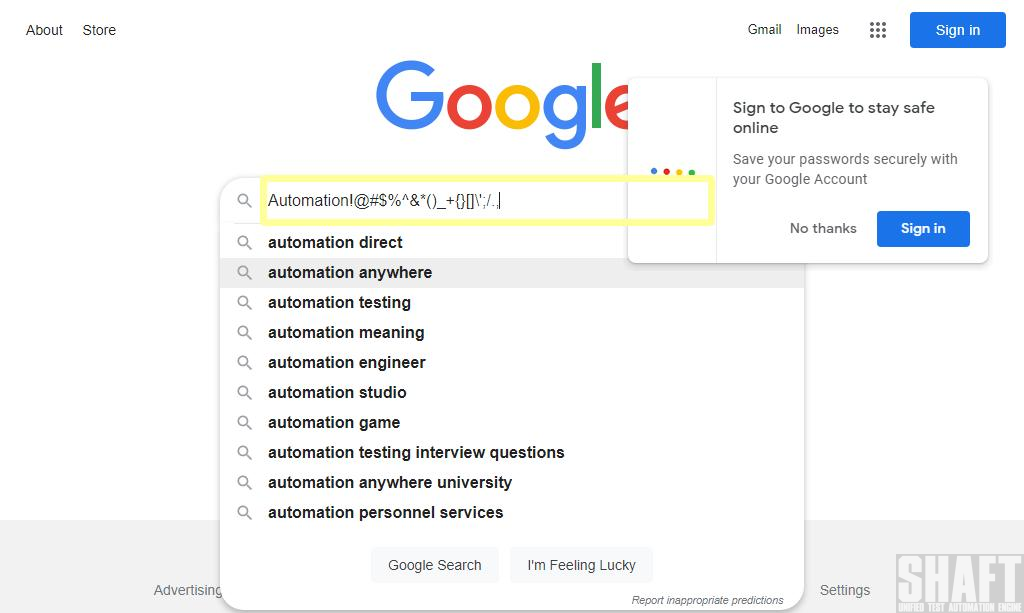 About Store
Gmail Images Sign in
Google
Sign to Google to stay safe
online
Save your passwords securely with
your Google Account
No thanks Sign in
Automation!@#$%^&*()_+{}[]\';/.,
automation direct
automation anywhere
automation testing
automation meaning
automation engineer
automation studio
automation game
automation testing interview questions
automation anywhere university
automation personnel services
Google Search I'm Feeling Lucky
Report inappropriate predictions
Advertising
Settings
SHAFT
UNIFIED TEST AUTOMATION ENGINE